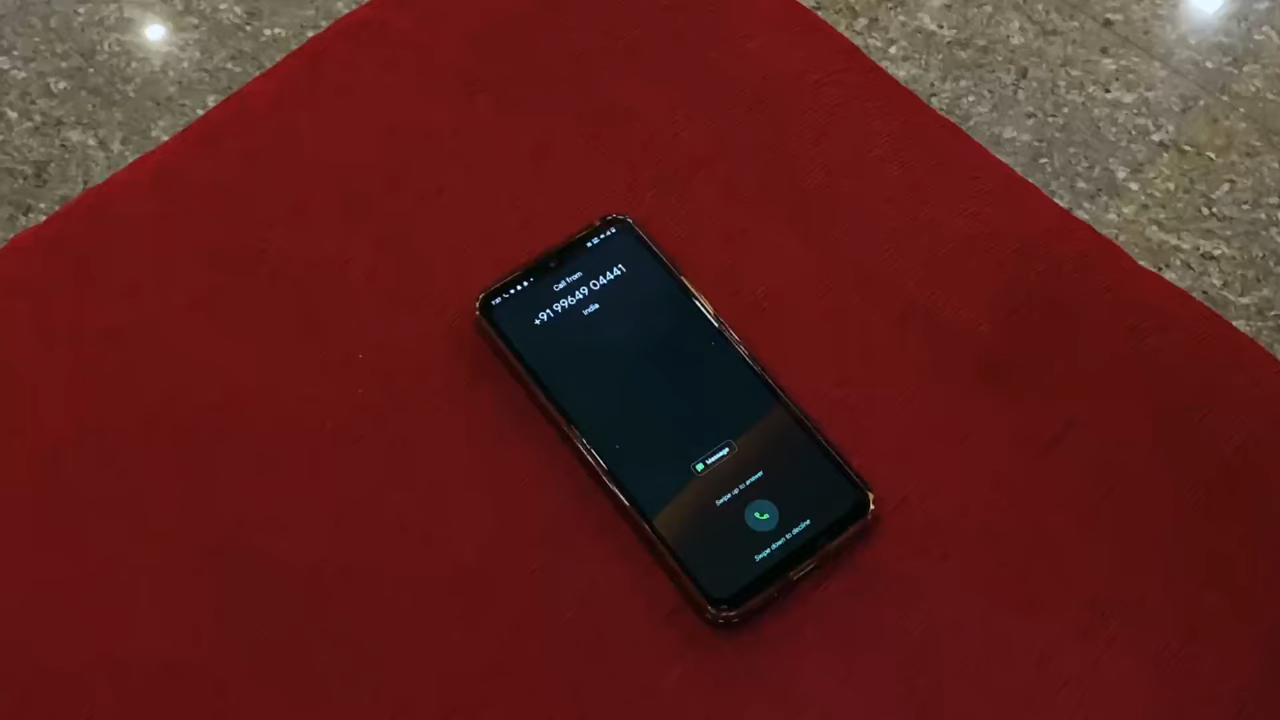 Call from
+91 99649 04441
India
Message
Swipe up to answer
Swipe down to decline